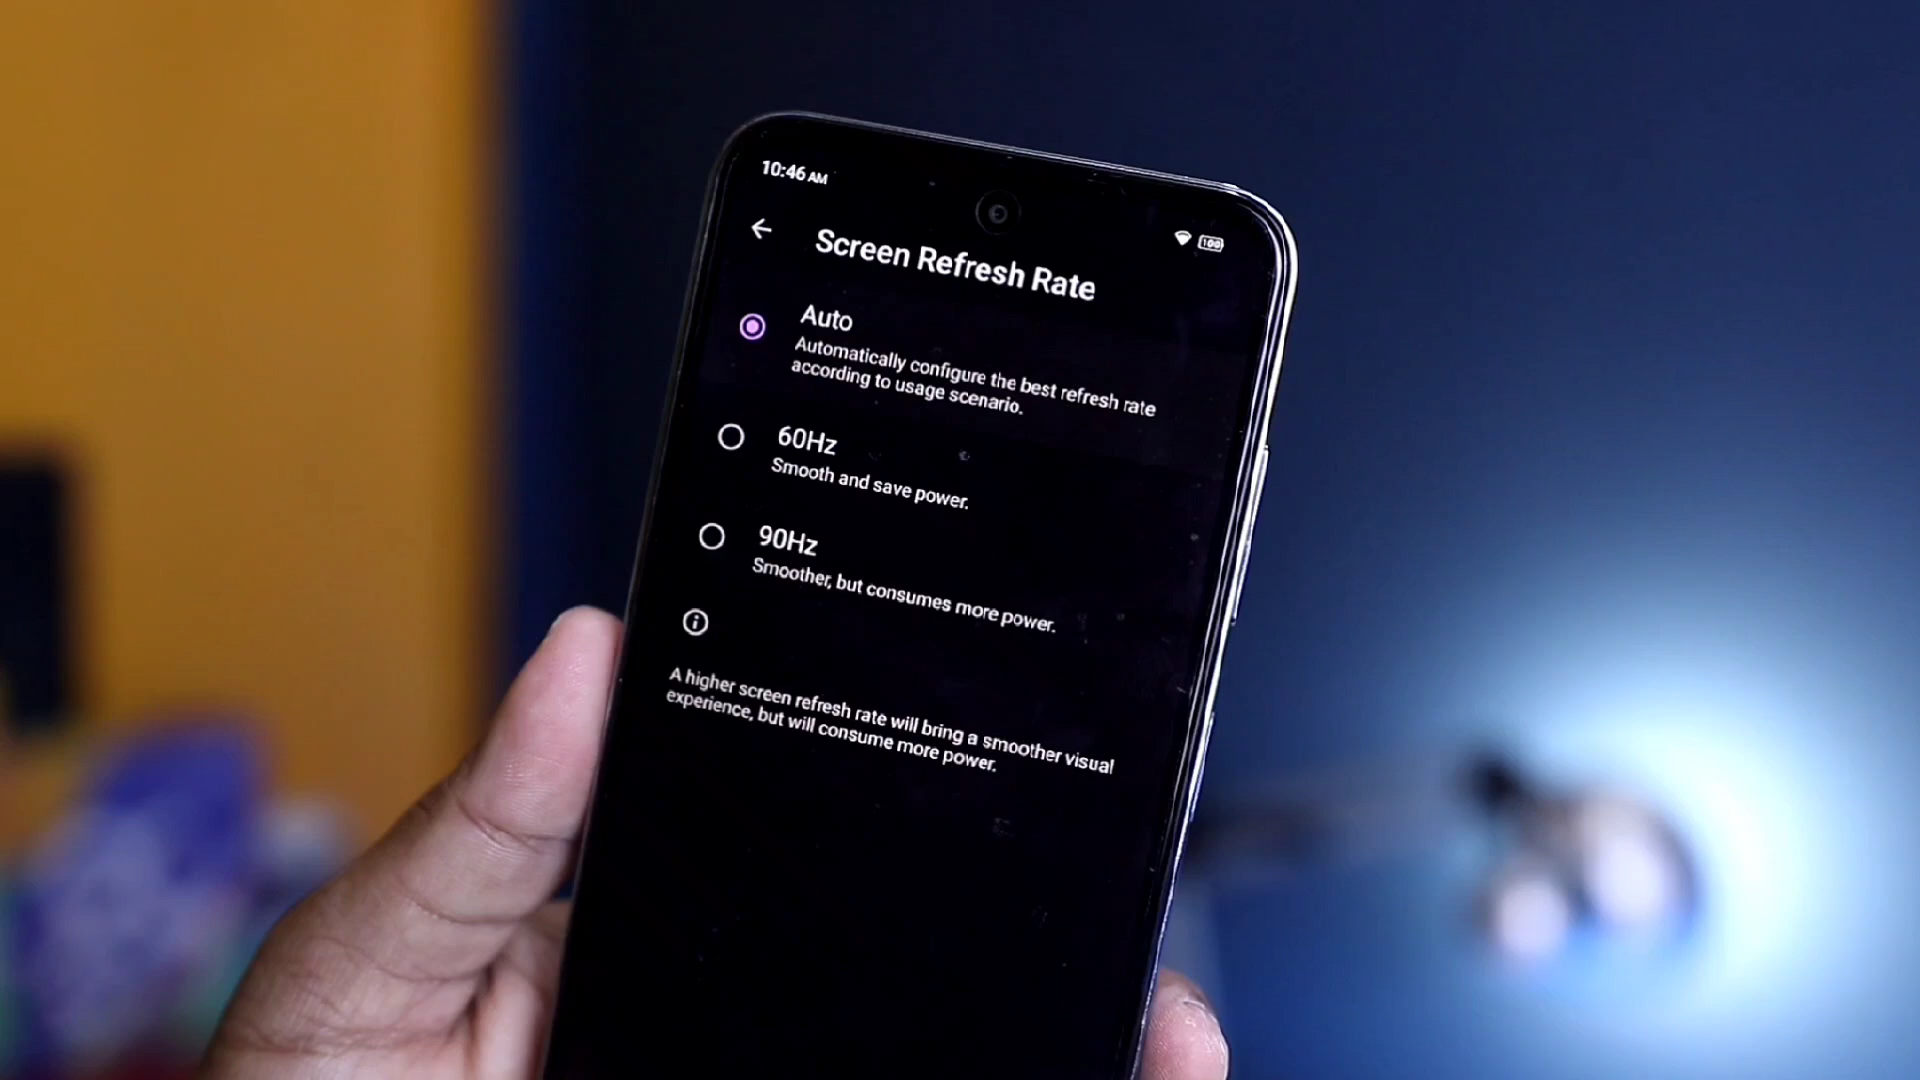 10:46 AM
100
Screen Refresh Rate
Auto
Automatically configure the best refresh rate
according to usage scenario.
60Hz
Smooth and save power.
90Hz
Smoother, but consumes more power.
A higher screen refresh rate will bring a smoother visual
experience, but will consume more power.